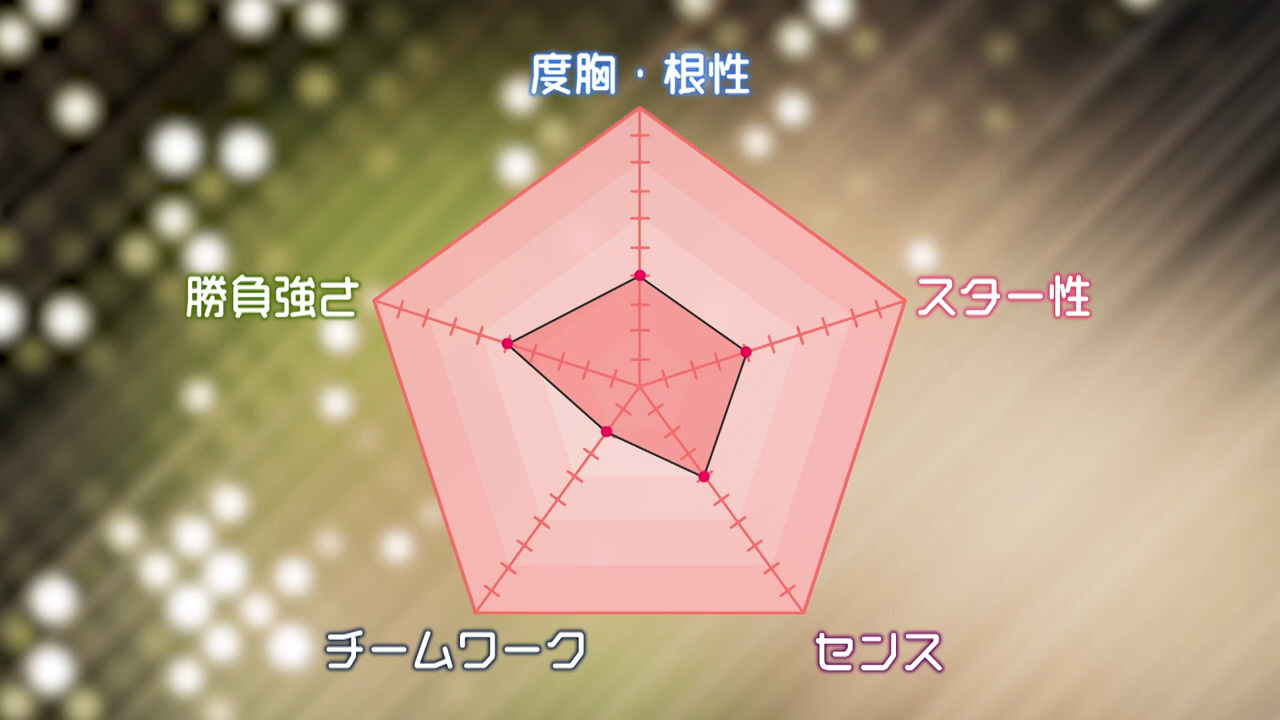 度胸・根性
勝負強さ
スター性
チームワーク
センス